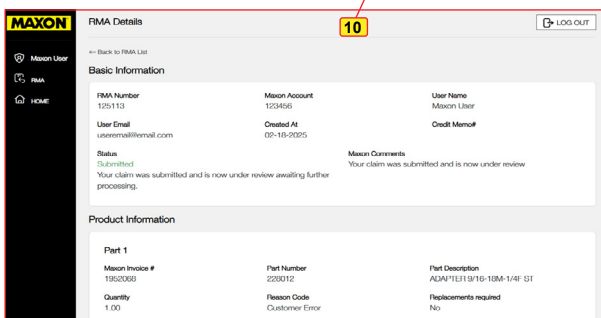 MAXON
RMA Details
10
LOG OUT
← Back to RMA List
Maxon User
RMA
HOME
Basic Information
RMA Number
Maxon Account
User Name
125113
123456
Maxon User
User Email
Created At
Credit Memo#
useremail@email.com
02-18-2025
Status
Maxon Comments
Submitted
Your claim was submitted and is now under review
Your claim was submitted and is now under review awaiting further
processing.
Product Information
Part 1
Maxon Invoice #
Part Number
Part Description
1952068
228012
ADAPTER 9/16-18M-1/4F ST
Quantity
Reason Code
Replacements required
1.00
Customer Error
No